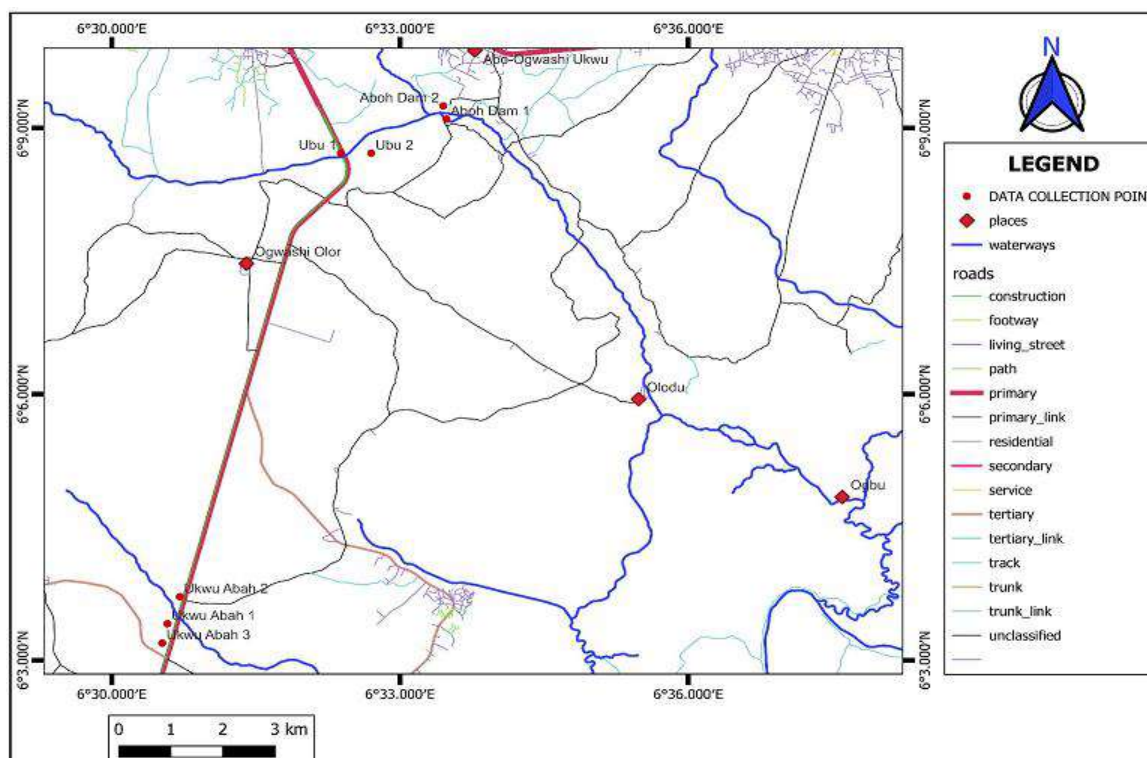 6°30.000'E 6°33.000'E 6°36.000'E
N
Abo-Ogwashi Ukwu
Aboh Dam 2
Aboh Dam 1
6°9.000'N 6°9.000'N
Ubu 1 Ubu 2
LEGEND
DATA COLLECTION POIN
places
waterways
roads
construction
footway
living_street
path
primary
primary_link
residential
secondary
service
tertiary
tertiary_link
track
trunk
trunk_link
unclassified
Ogwashi Olor
6°6.000'N 6°6.000'N
Olodu
Ogbu
Ukwu Abah 2
Ukwu Abah 1
Ukwu Abah 3
6°3.000'N 6°3.000'N
6°30.000'E 6°33.000'E 6°36.000'E
0 1 2 3 km